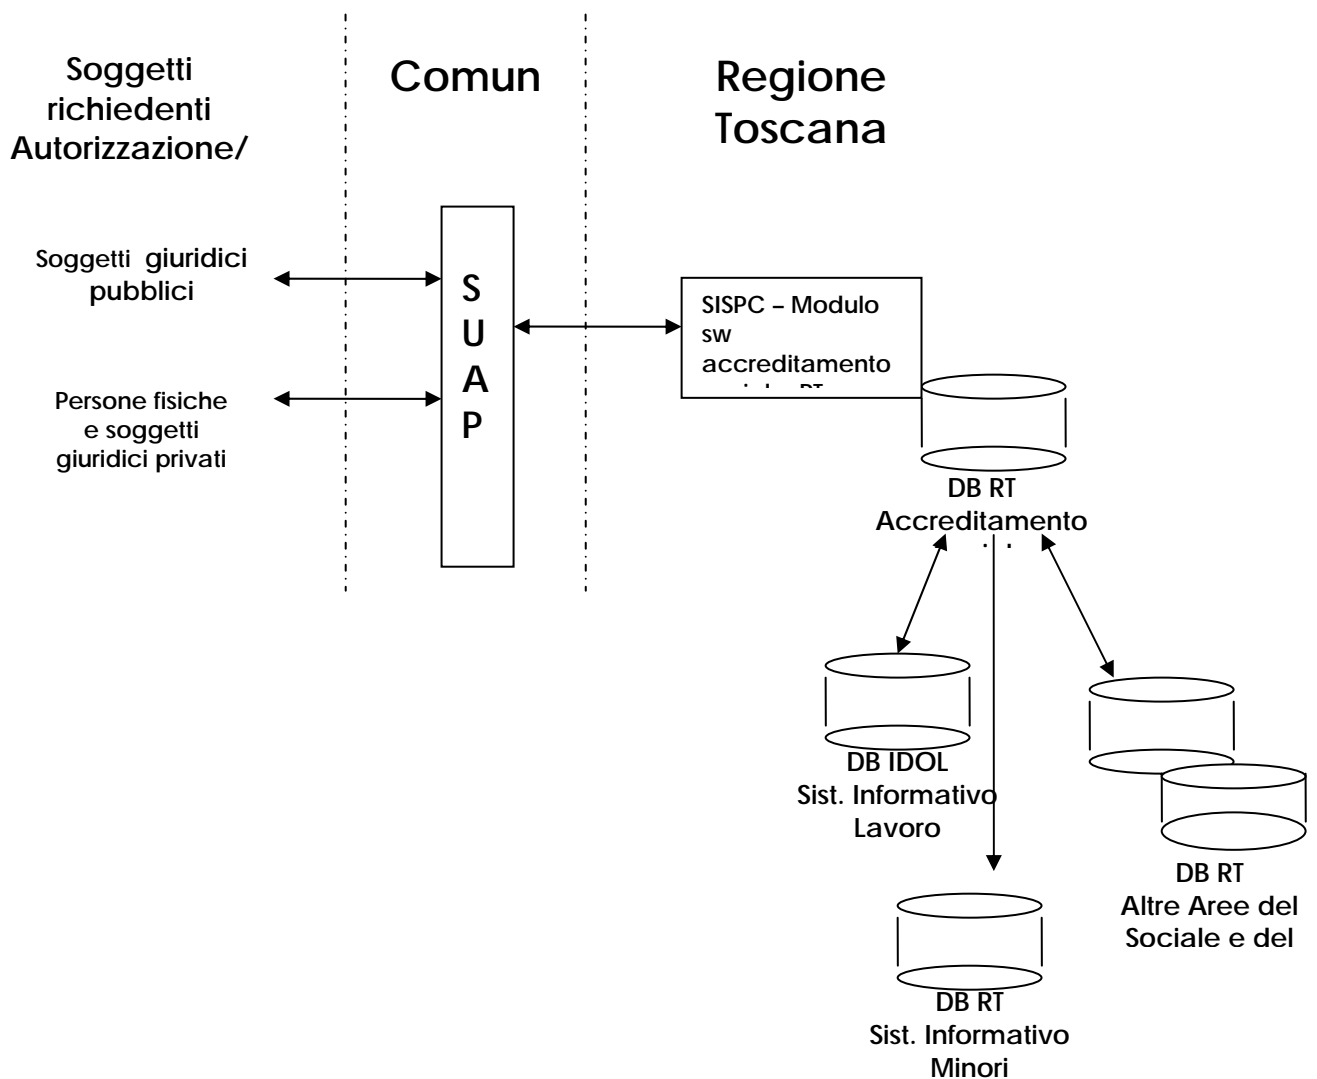 Soggetti
richiedenti
Autorizzazione/
Comun
Regione
Toscana
Soggetti giuridici
pubblici
Persone fisiche
e soggetti
giuridici privati
S
U
A
P
SISPC – Modulo
sw
accreditamento
DB RT
Accreditamento
DB IDOL
Sist. Informativo
Lavoro
DB RT
Altre Aree del
Sociale e del
DB RT
Sist. Informativo
Minori